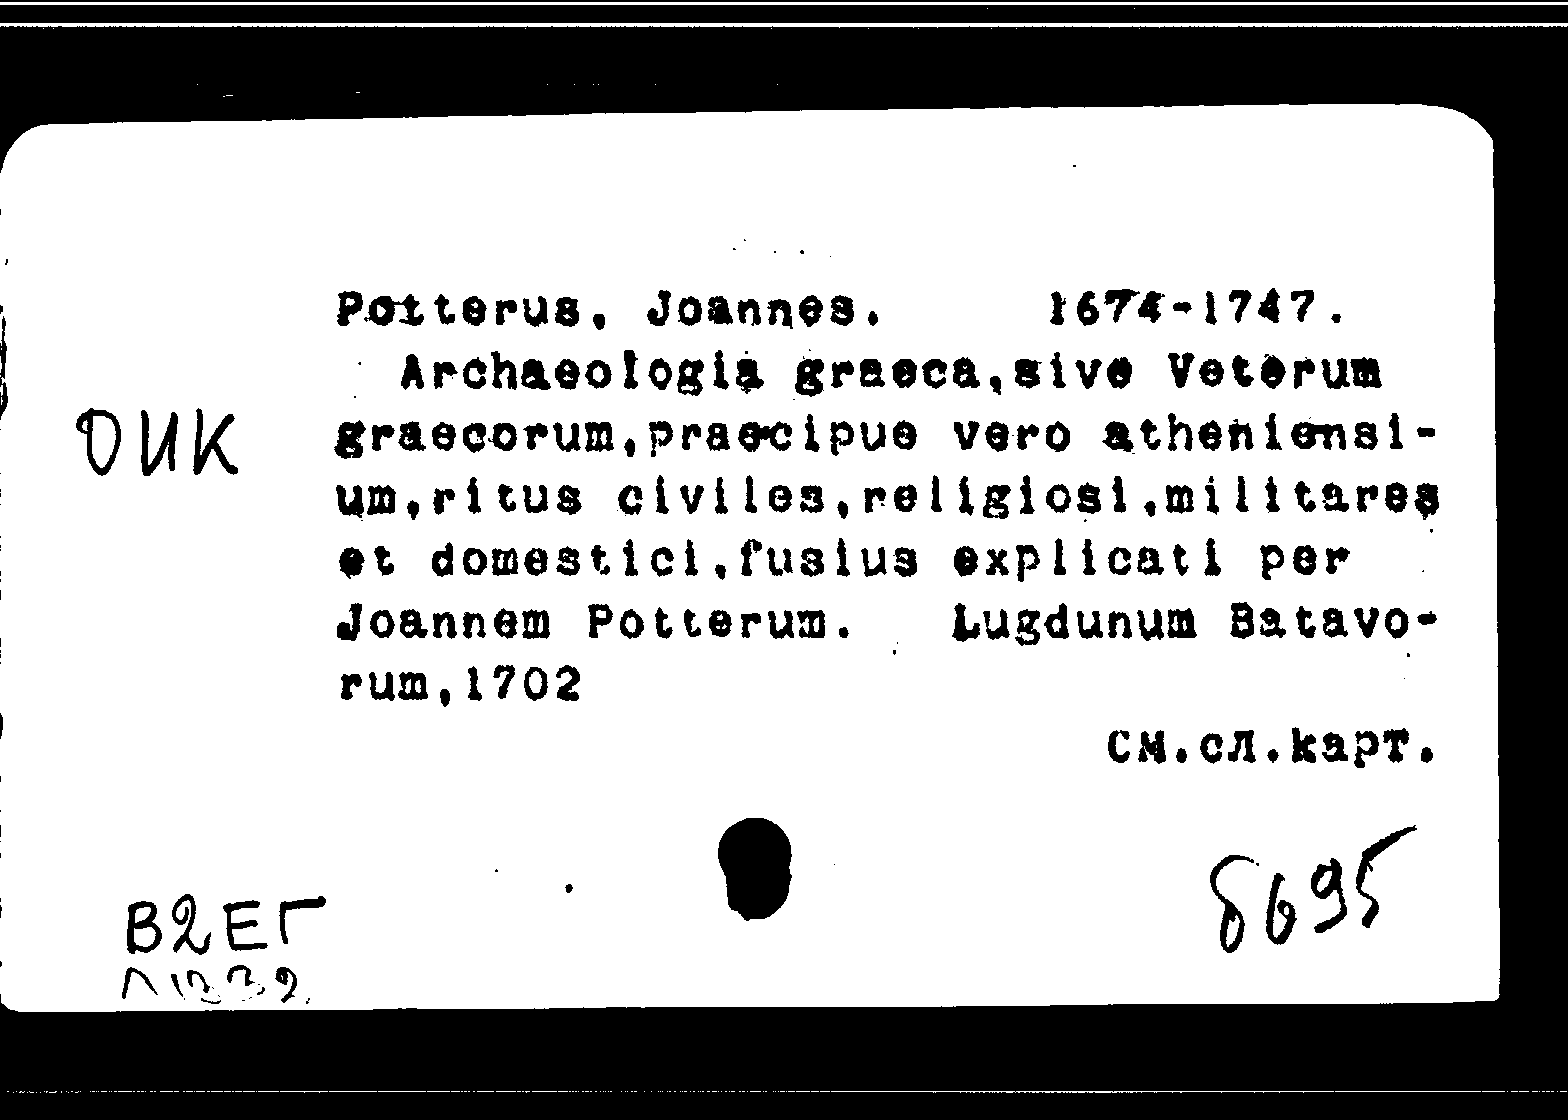 Potterus, Joannes. 1674-1747.
Archaeologia graeca,sive Veterum
ОИК
graecorum,praecipue vero atheniensi-
um,ritus civiles,religiosi,militares
et domestici,fusius explicati per
Joannem Potterum. Lugdunum Batavo-
rum,1702
см.сл.карт.
8695
В2ЕГ